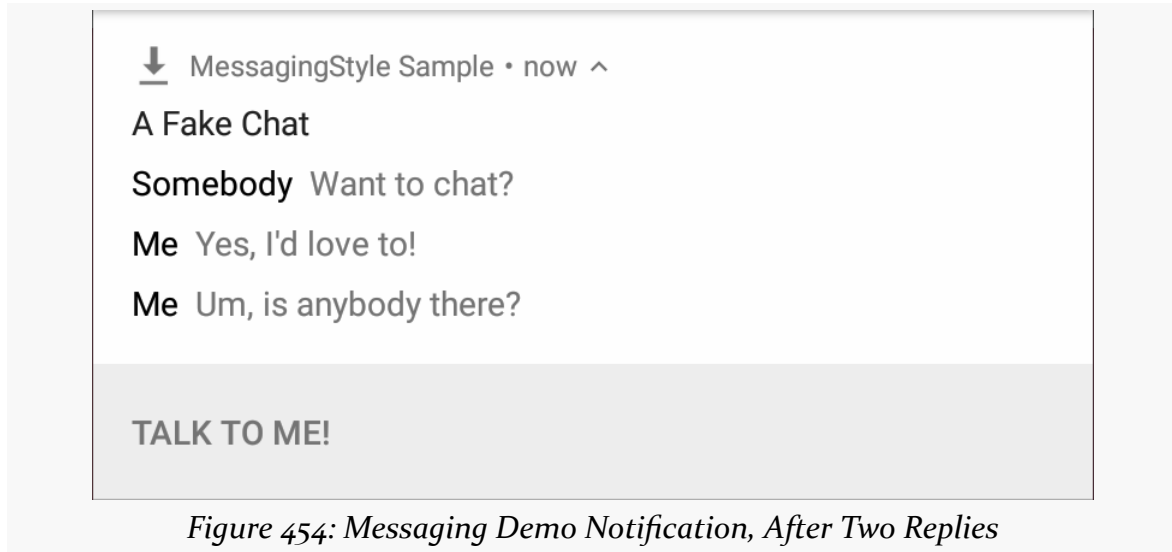 MessagingStyle Sample • now
A Fake Chat
Somebody Want to chat?
Me Yes, I'd love to!
Me Um, is anybody there?
TALK TO ME!
Figure 454: Messaging Demo Notification, After Two Replies